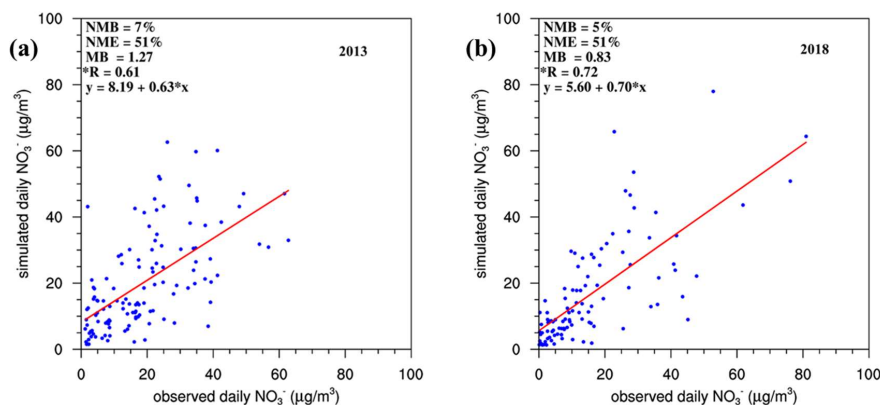 (a)
NMB = 7%
NME = 51%
MB = 1.27
*R = 0.61
y = 8.19 + 0.63*x
2013
simulated daily NO₃⁻ (µg/m³)
100
80
60
40
20
0
0 20 40 60 80 100
observed daily NO₃⁻ (µg/m³)
(b)
NMB = 5%
NME = 51%
MB = 0.83
*R = 0.72
y = 5.60 + 0.70*x
2018
simulated daily NO₃⁻ (µg/m³)
100
80
60
40
20
0
0 20 40 60 80 100
observed daily NO₃⁻ (µg/m³)